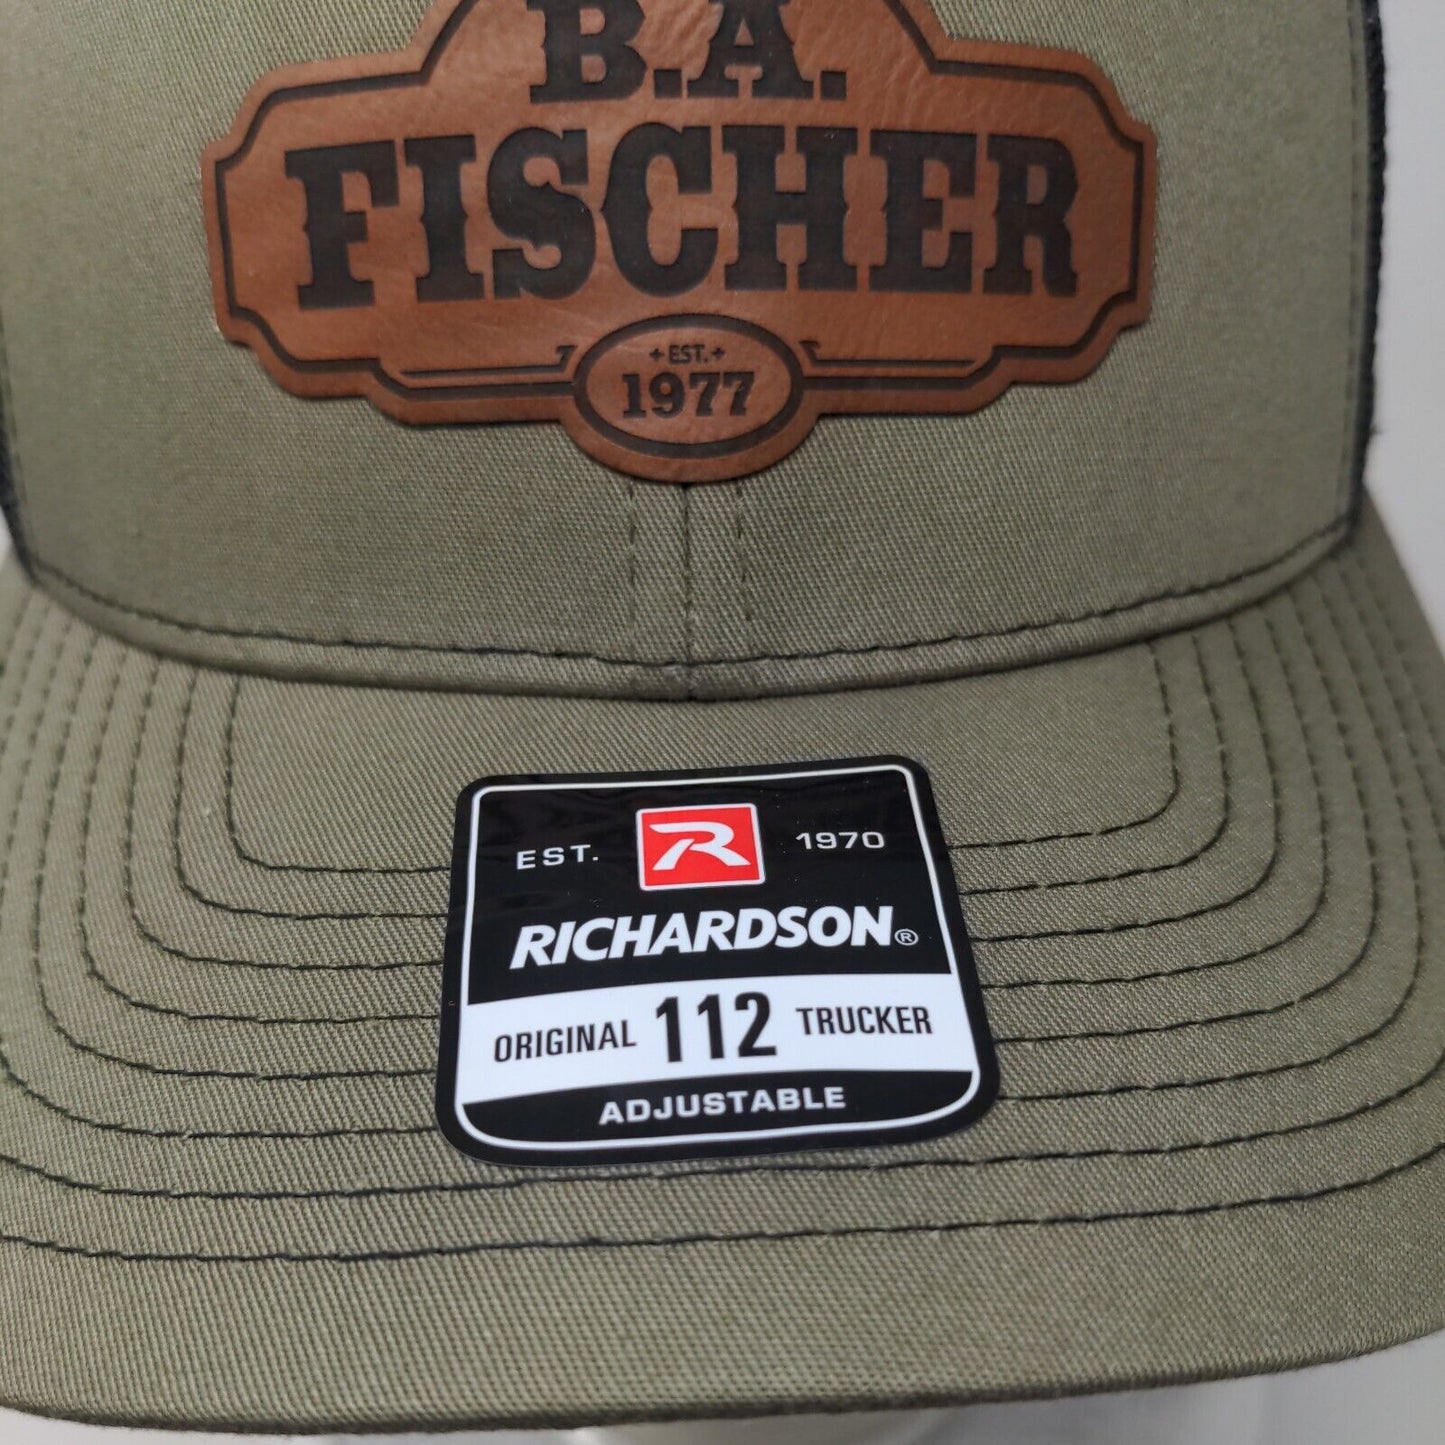 B.A.
FISCHER
+EST.+
1977
EST. R 1970
RICHARDSON®
ORIGINAL 112 TRUCKER
ADJUSTABLE